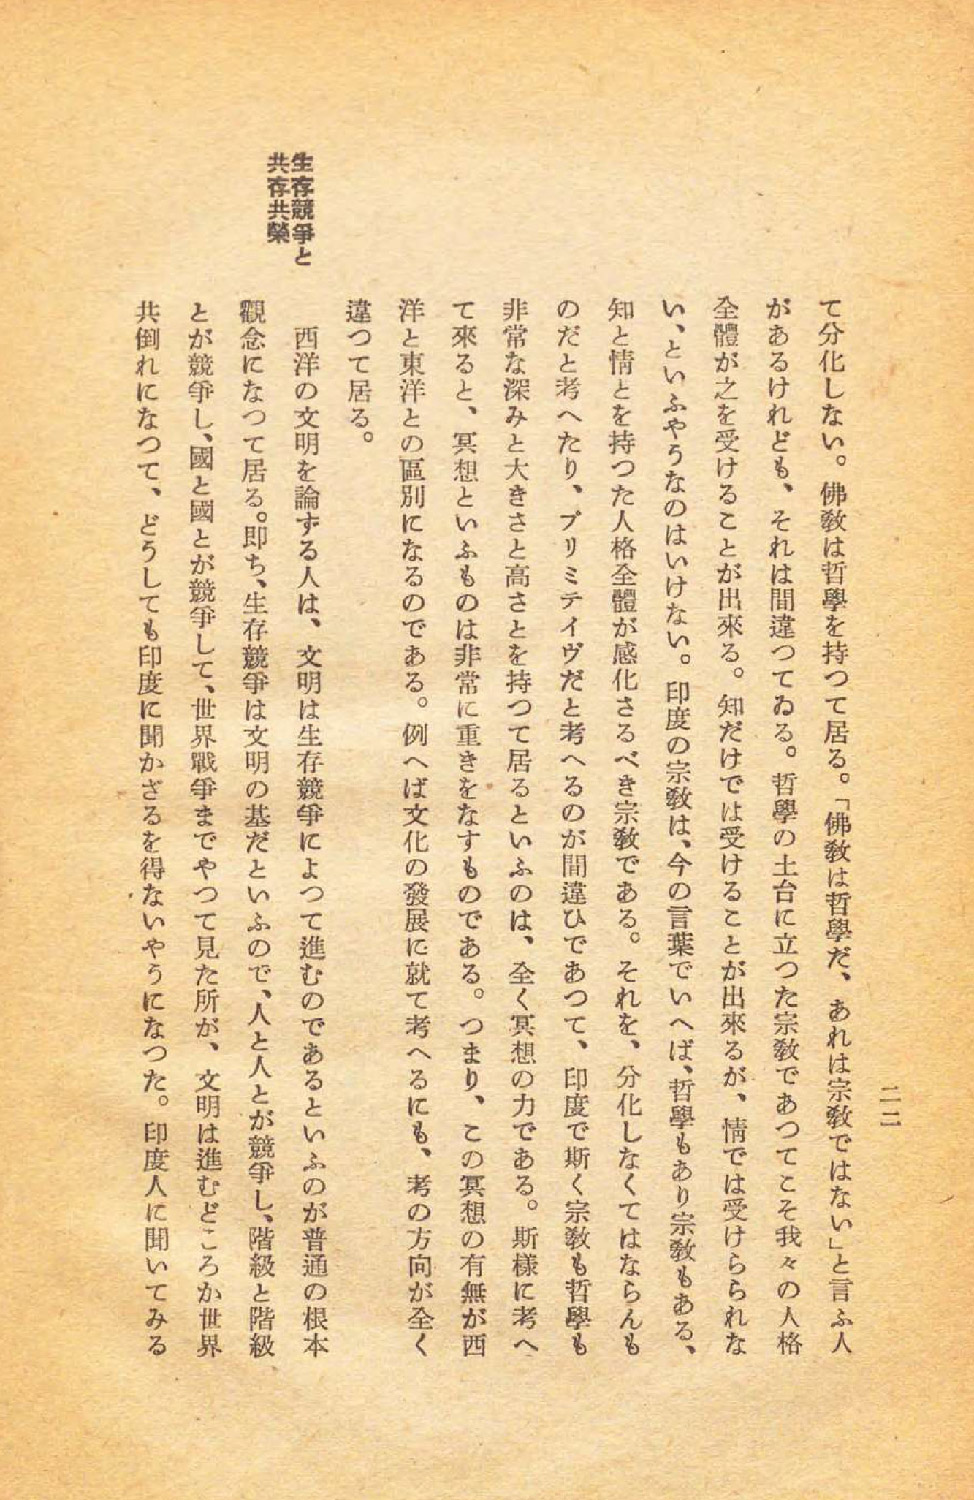 二二
て分化しない。佛敎は哲學を持つて居る。「佛敎は哲學だ、あれは宗敎ではない」と言ふ人
があるけれども、それは間違つてゐる。哲學の土台に立つた宗敎であつてこそ我々の人格
全體が之を受けることが出來る。知だけでは受けることが出來るが、情では受けられな
い、といふやうなのはいけない。印度の宗敎は、今の言葉でいへば、哲學もあり宗敎もある、
知と情とを持つた人格全體が感化さるべき宗敎である。それを、分化しなくてはならんも
のだと考へたり、プリミテイヴだと考へるのが間違ひであつて、印度で斯く宗敎も哲學も
非常な深みと大きさと高さとを持つて居るといふのは、全く冥想の力である。斯樣に考へ
て來ると、冥想といふものは非常に重きをなすものである。つまり、この冥想の有無が西
洋と東洋との區別になるのである。例へば文化の發展に就て考へるにも、考の方向が全く
違つて居る。
生存競爭と
共存共榮
西洋の文明を論ずる人は、文明は生存競爭によつて進むのであるといふのが普通の根本
觀念になつて居る。即ち、生存競爭は文明の基だといふので、人と人とが競爭し、階級と階級
とが競爭し、國と國とが競爭して、世界戰爭までやつて見た所が、文明は進むどころか世界
共倒れになつて、どうしても印度に聞かざるを得ないやうになつた。印度人に聞いてみる